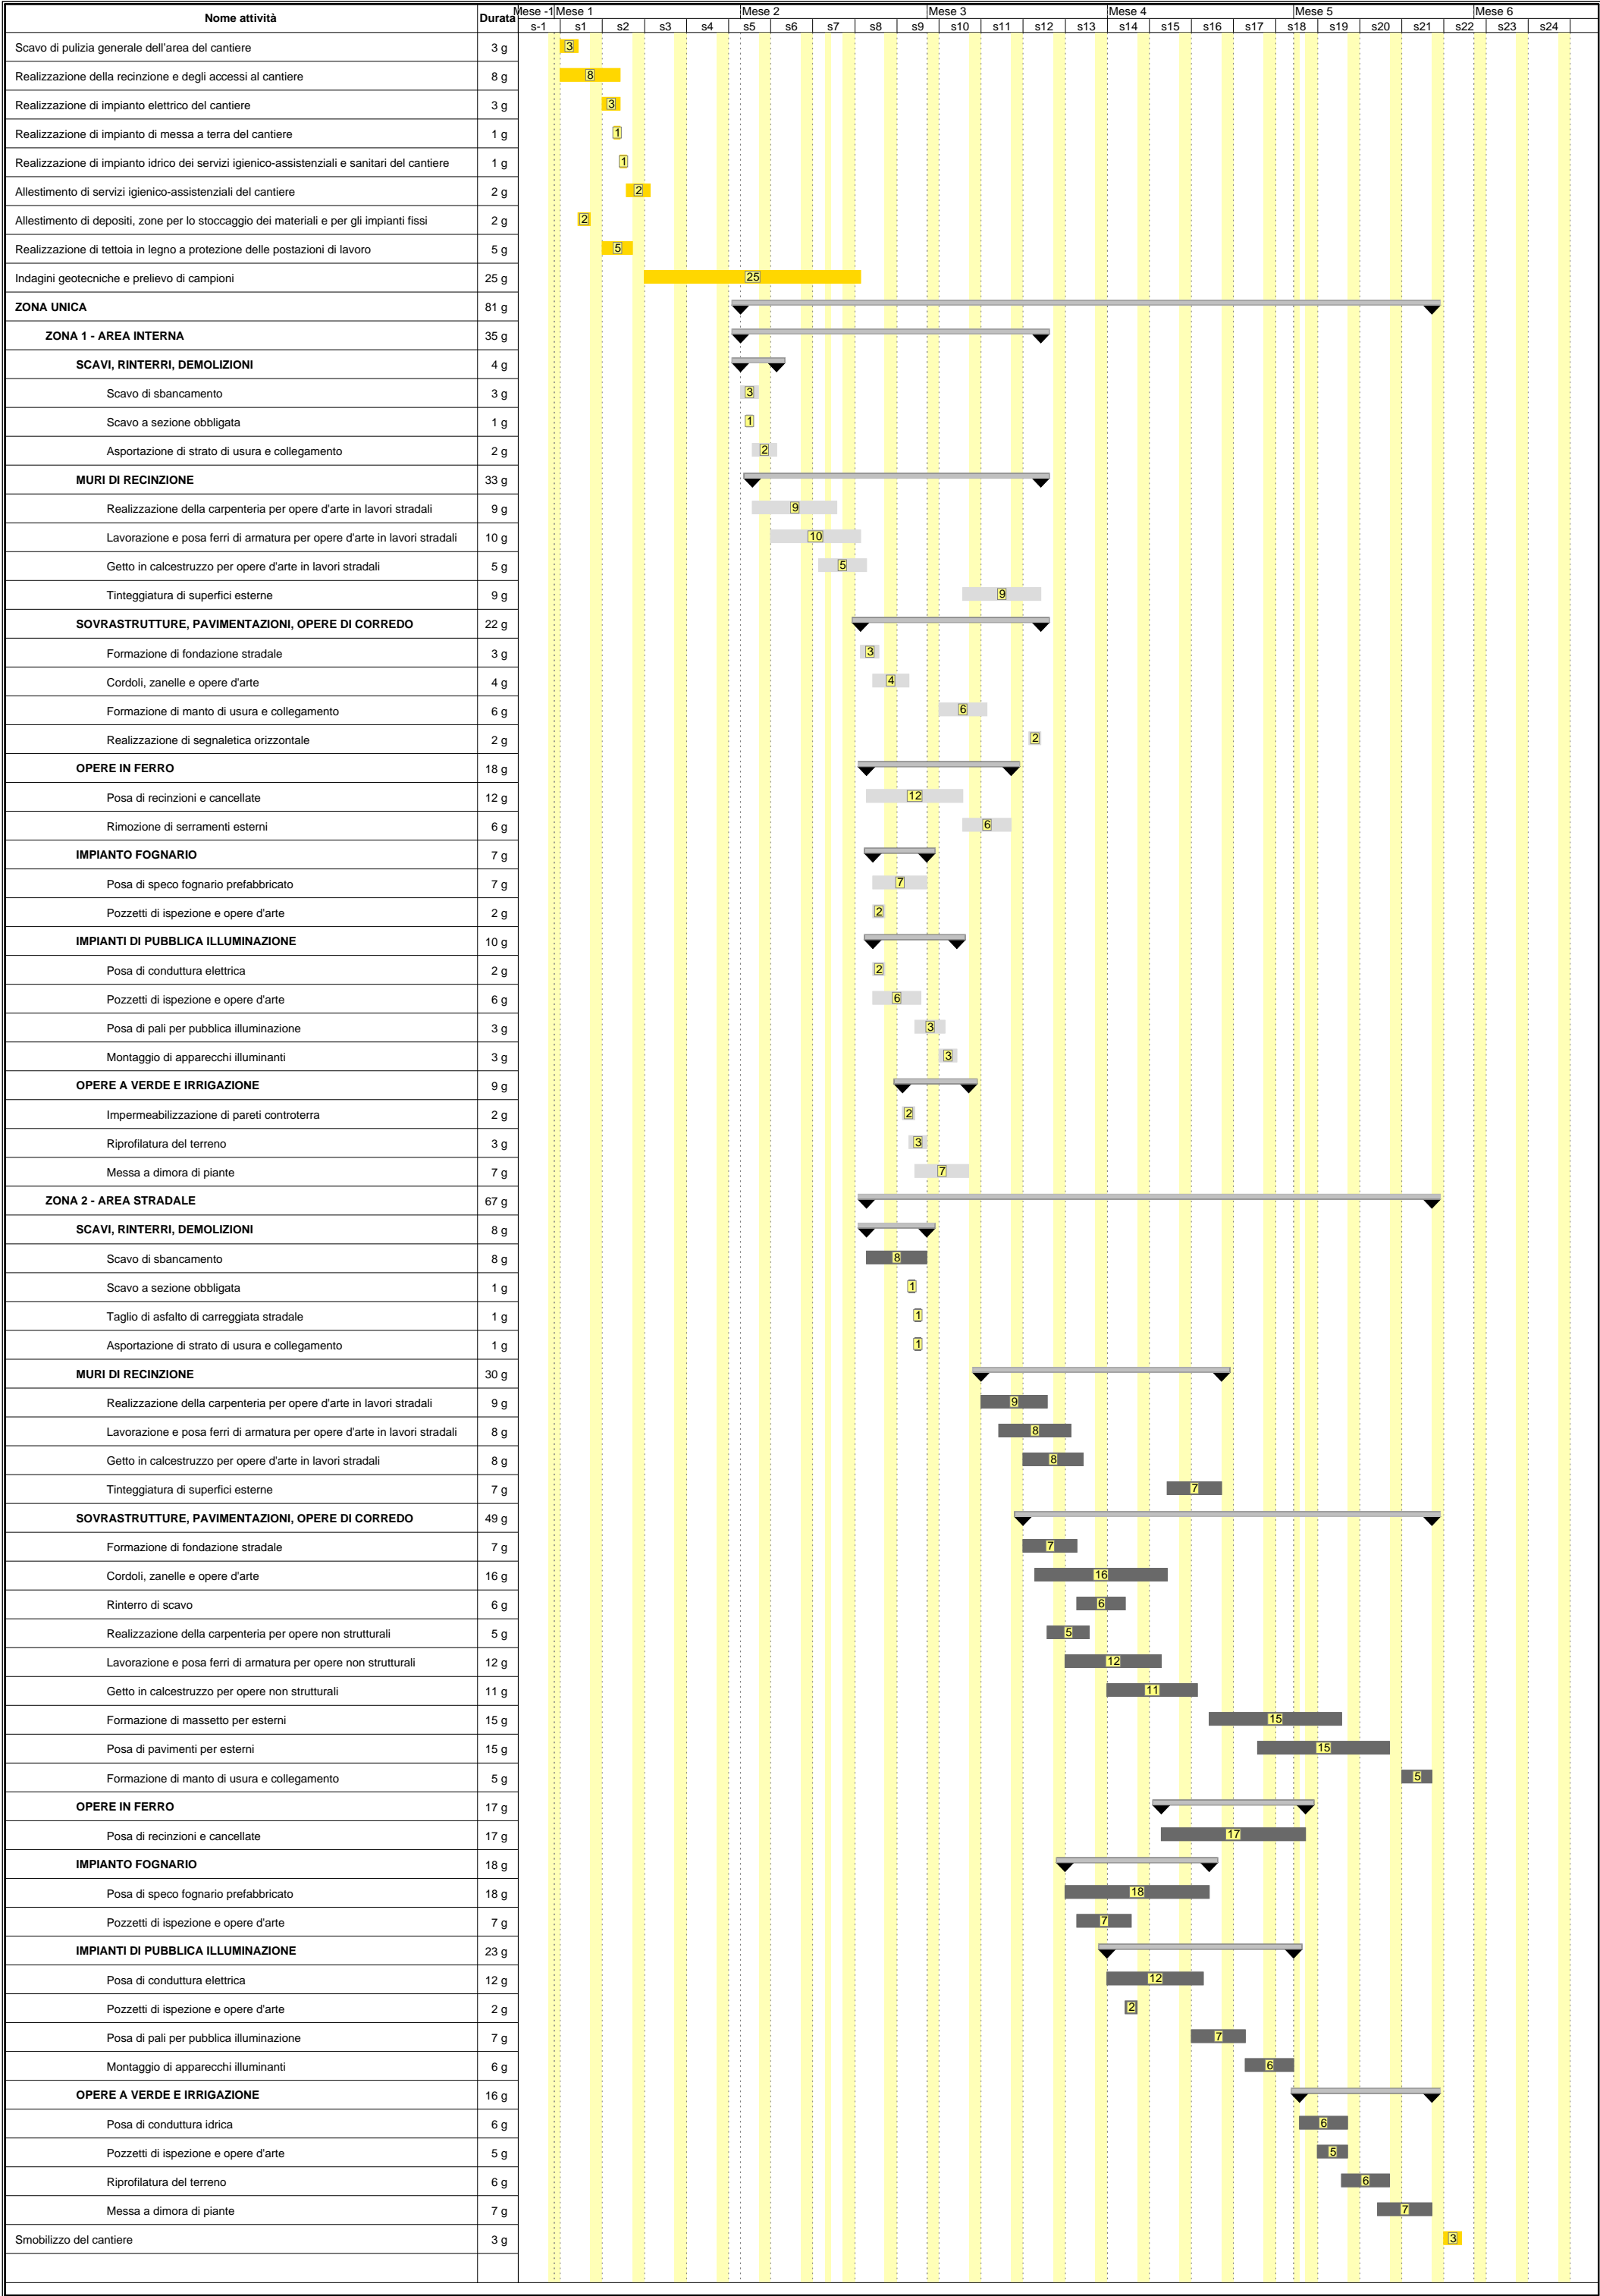 Nome attività Durata Mese -1 Mese 1 Mese 2 Mese 3 Mese 4 Mese 5 Mese 6
s-1 s1 s2 s3 s4 s5 s6 s7 s8 s9 s10 s11 s12 s13 s14 s15 s16 s17 s18 s19 s20 s21 s22 s23 s24
Scavo di pulizia generale dell'area del cantiere 3 g 3
Realizzazione della recinzione e degli accessi al cantiere 8 g 8
Realizzazione di impianto elettrico del cantiere 3 g 3
Realizzazione di impianto di messa a terra del cantiere 1 g 1
Realizzazione di impianto idrico dei servizi igienico-assistenziali e sanitari del cantiere 1 g 1
Allestimento di servizi igienico-assistenziali del cantiere 2 g 2
Allestimento di depositi, zone per lo stoccaggio dei materiali e per gli impianti fissi 2 g 2
Realizzazione di tettoia in legno a protezione delle postazioni di lavoro 5 g 5
Indagini geotecniche e prelievo di campioni 25 g 25
ZONA UNICA 81 g
ZONA 1 - AREA INTERNA 35 g
SCAVI, RINTERRI, DEMOLIZIONI 4 g
Scavo di sbancamento 3 g 3
Scavo a sezione obbligata 1 g 1
Asportazione di strato di usura e collegamento 2 g 2
MURI DI RECINZIONE 33 g
Realizzazione della carpenteria per opere d'arte in lavori stradali 9 g 9
Lavorazione e posa ferri di armatura per opere d'arte in lavori stradali 10 g 10
Getto in calcestruzzo per opere d'arte in lavori stradali 5 g 5
Tinteggiatura di superfici esterne 9 g 9
SOVRASTRUTTURE, PAVIMENTAZIONI, OPERE DI CORREDO 22 g
Formazione di fondazione stradale 3 g 3
Cordoli, zanelle e opere d'arte 4 g 4
Formazione di manto di usura e collegamento 6 g 6
Realizzazione di segnaletica orizzontale 2 g 2
OPERE IN FERRO 18 g
Posa di recinzioni e cancellate 12 g 12
Rimozione di serramenti esterni 6 g 6
IMPIANTO FOGNARIO 7 g
Posa di speco fognario prefabbricato 7 g 7
Pozzetti di ispezione e opere d'arte 2 g 2
IMPIANTI DI PUBBLICA ILLUMINAZIONE 10 g
Posa di conduttura elettrica 2 g 2
Pozzetti di ispezione e opere d'arte 6 g 6
Posa di pali per pubblica illuminazione 3 g 3
Montaggio di apparecchi illuminanti 3 g 3
OPERE A VERDE E IRRIGAZIONE 9 g
Impermeabilizzazione di pareti controterra 2 g 2
Riprofilatura del terreno 3 g 3
Messa a dimora di piante 7 g 7
ZONA 2 - AREA STRADALE 67 g
SCAVI, RINTERRI, DEMOLIZIONI 8 g
Scavo di sbancamento 8 g 8
Scavo a sezione obbligata 1 g 1
Taglio di asfalto di carreggiata stradale 1 g 1
Asportazione di strato di usura e collegamento 1 g 1
MURI DI RECINZIONE 30 g
Realizzazione della carpenteria per opere d'arte in lavori stradali 9 g 9
Lavorazione e posa ferri di armatura per opere d'arte in lavori stradali 8 g 8
Getto in calcestruzzo per opere d'arte in lavori stradali 8 g 8
Tinteggiatura di superfici esterne 7 g 7
SOVRASTRUTTURE, PAVIMENTAZIONI, OPERE DI CORREDO 49 g
Formazione di fondazione stradale 7 g 7
Cordoli, zanelle e opere d'arte 16 g 16
Rinterro di scavo 6 g 6
Realizzazione della carpenteria per opere non strutturali 5 g 5
Lavorazione e posa ferri di armatura per opere non strutturali 12 g 12
Getto in calcestruzzo per opere non strutturali 11 g 11
Formazione di massetto per esterni 15 g 15
Posa di pavimenti per esterni 15 g 15
Formazione di manto di usura e collegamento 5 g 5
OPERE IN FERRO 17 g
Posa di recinzioni e cancellate 17 g 17
IMPIANTO FOGNARIO 18 g
Posa di speco fognario prefabbricato 18 g 18
Pozzetti di ispezione e opere d'arte 7 g 7
IMPIANTI DI PUBBLICA ILLUMINAZIONE 23 g
Posa di conduttura elettrica 12 g 12
Pozzetti di ispezione e opere d'arte 2 g 2
Posa di pali per pubblica illuminazione 7 g 7
Montaggio di apparecchi illuminanti 6 g 6
OPERE A VERDE E IRRIGAZIONE 16 g
Posa di conduttura idrica 6 g 6
Pozzetti di ispezione e opere d'arte 5 g 5
Riprofilatura del terreno 6 g 6
Messa a dimora di piante 7 g 7
Smobilizzo del cantiere 3 g 3